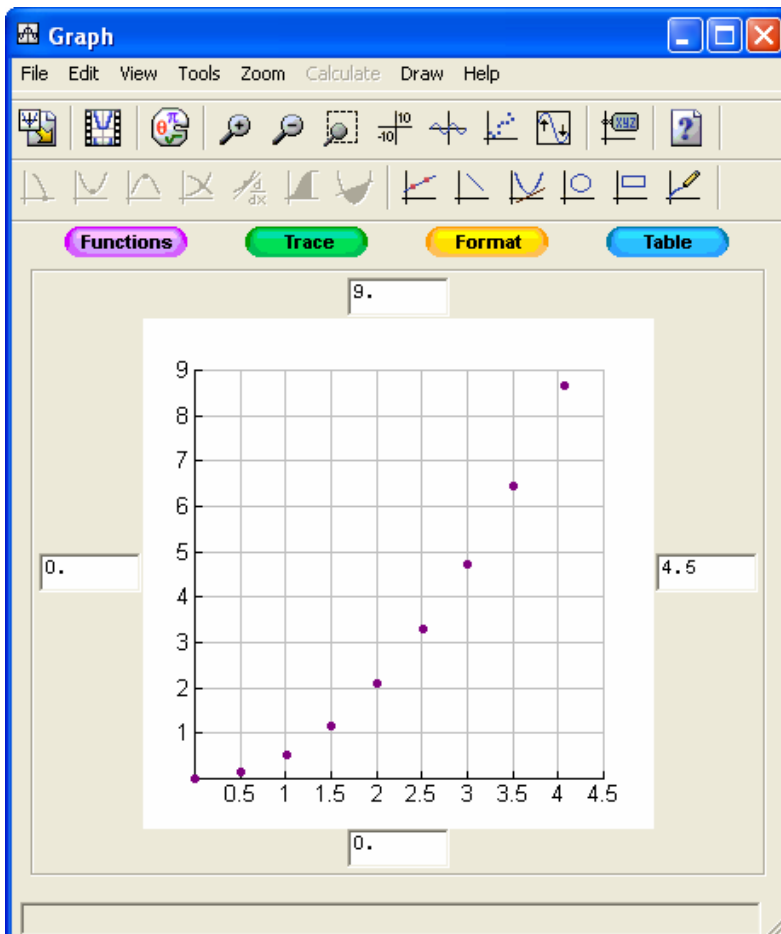 Graph
File Edit View Tools Zoom Calculate Draw Help
10
-10
θ π
xyz
?
d
dx
Functions Trace Format Table
9.
0.
4.5
9
8
7
6
5
4
3
2
1
0.5 1 1.5 2 2.5 3 3.5 4 4.5
0.